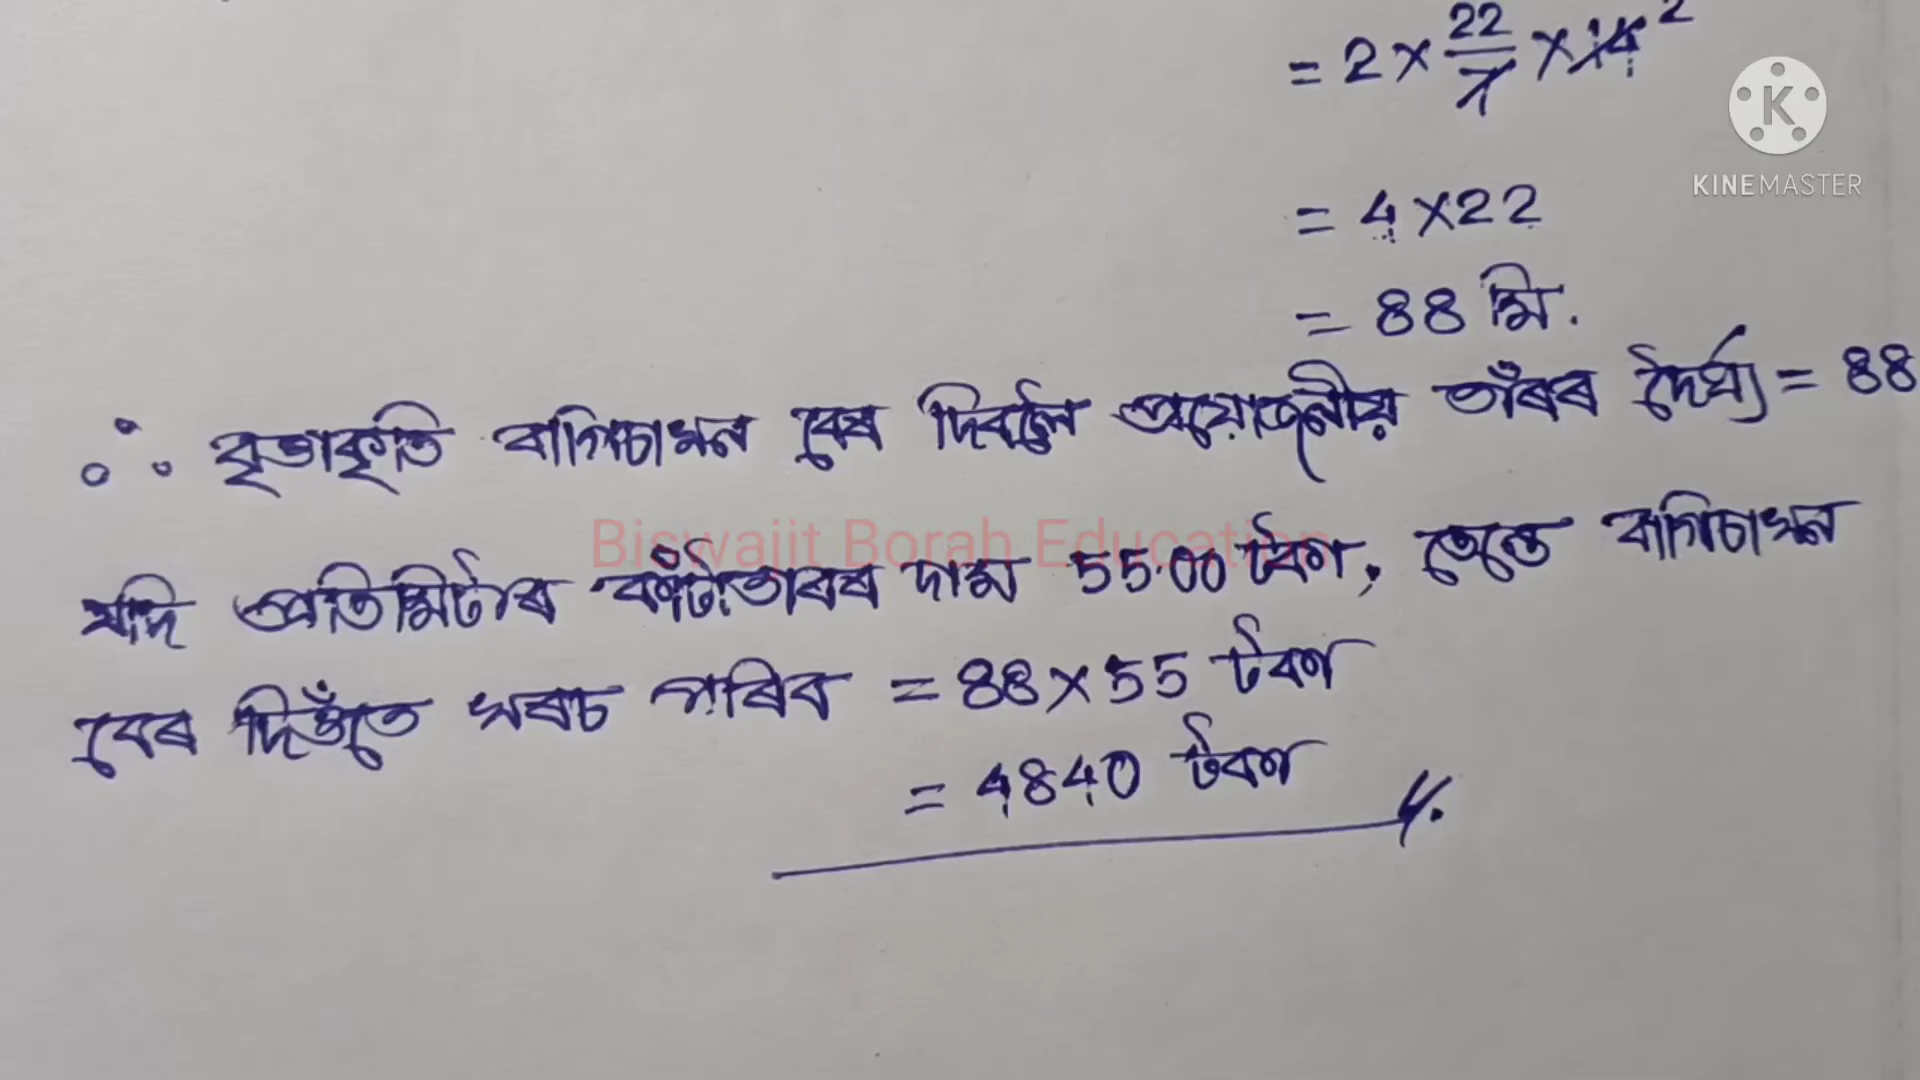 = 2 × 22/7 × 14 2
KINEMASTER
= 4 × 22
= 88 মি.
∴ বৃত্তাকৃতি বাগিচাখন বেৰ দিবলৈ প্ৰয়োজনীয় তাঁৰৰ দৈৰ্ঘ্য = 88
Biswajit Borah Education
যদি প্ৰতিমিটাৰ কাঁটাতাৰৰ দাম 55.00 টকা, তেন্তে বাগিচাখন
বেৰ দিওঁতে খৰচ পৰিব = 88 × 55 টকা
= 4840 টকা